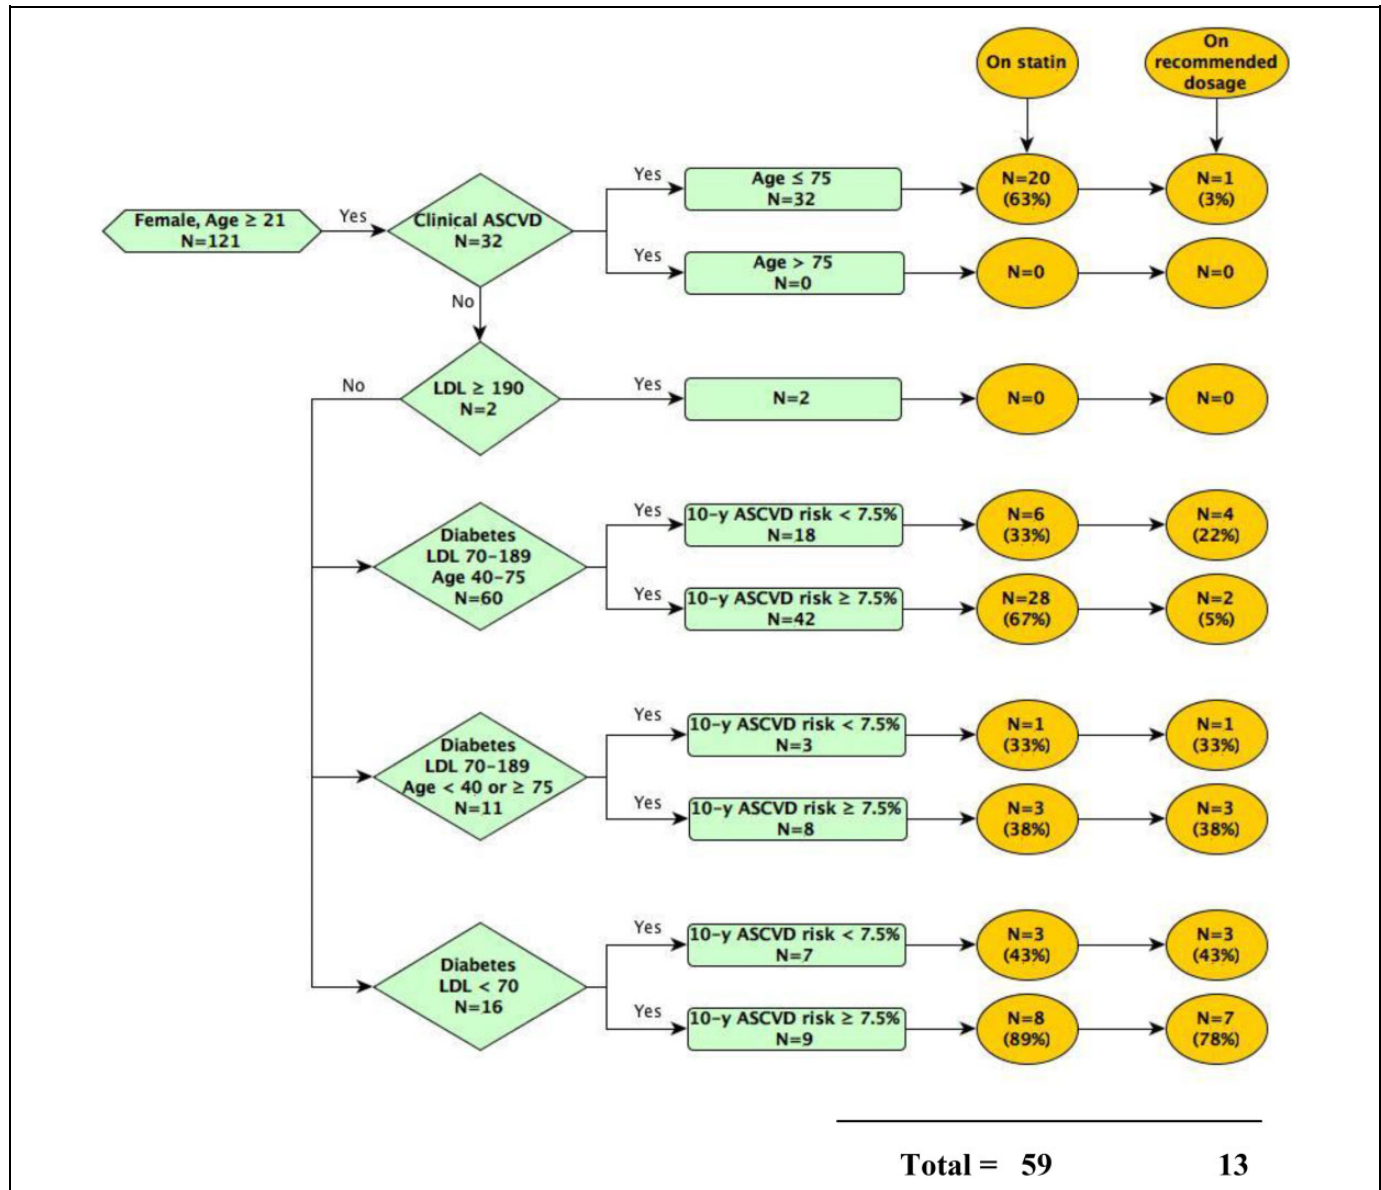 On statin
On
recommended
dosage
Female, Age ≥ 21
N=121
Yes
Clinical ASCVD
N=32
Yes
Age ≤ 75
N=32
N=20
(63%)
N=1
(3%)
Yes
Age > 75
N=0
N=0
N=0
No
LDL ≥ 190
N=2
No
Yes
N=2
N=0
N=0
Diabetes
LDL 70-189
Age 40-75
N=60
Yes
10-y ASCVD risk < 7.5%
N=18
N=6
(33%)
N=4
(22%)
Yes
10-y ASCVD risk ≥ 7.5%
N=42
N=28
(67%)
N=2
(5%)
Diabetes
LDL 70-189
Age < 40 or ≥ 75
N=11
Yes
10-y ASCVD risk < 7.5%
N=3
N=1
(33%)
N=1
(33%)
Yes
10-y ASCVD risk ≥ 7.5%
N=8
N=3
(38%)
N=3
(38%)
Diabetes
LDL < 70
N=16
Yes
10-y ASCVD risk < 7.5%
N=7
N=3
(43%)
N=3
(43%)
Yes
10-y ASCVD risk ≥ 7.5%
N=9
N=8
(89%)
N=7
(78%)
Total = 59 13